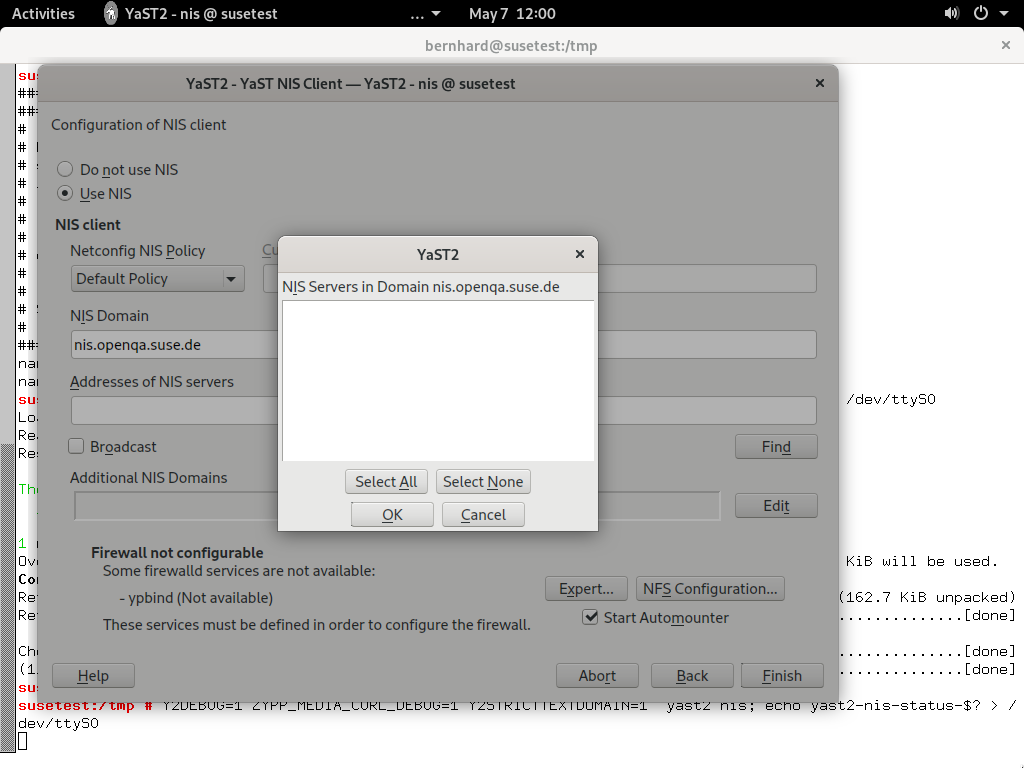 Activities
YaST2 - nis @ susetest
... 
May 7 12:00
bernhard@susetest:/tmp
YaST2 - YaST NIS Client — YaST2 - nis @ susetest
Configuration of NIS client
Do not use NIS
Use NIS
NIS client
Netconfig NIS Policy
Default Policy
NIS Domain
nis.openqa.suse.de
Addresses of NIS servers
Broadcast
Find
Additional NIS Domains
Edit
Firewall not configurable
Some firewalld services are not available:
- ypbind (Not available)
These services must be defined in order to configure the firewall.
Expert...
NFS Configuration...
Start Automounter
Help
Abort
Back
Finish
YaST2
NIS Servers in Domain nis.openqa.suse.de
Select All
Select None
OK
Cancel
/dev/ttyS0
KiB will be used.
(162.7 KiB unpacked)
..............[done]
..............[done]
..............[done]
susetest:/tmp # Y2DEBUG=1 ZYPP_MEDIA_CURL_DEBUG=1 Y2STRICTTEXTDOMAIN=1 yast2 nis; echo yast2-nis-status-$? > /
dev/ttyS0